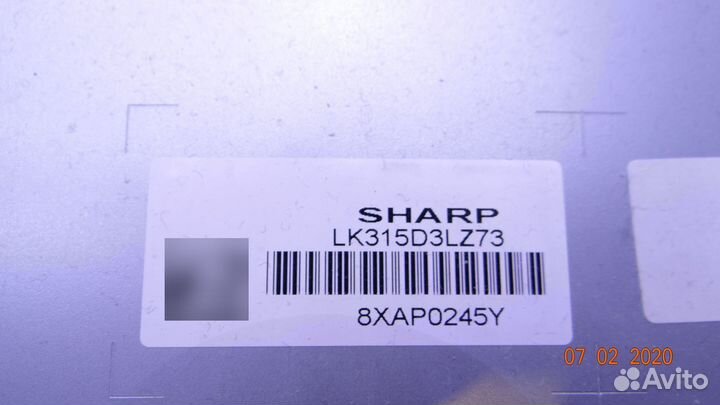 SHARP
LK315D3LZ73
8XAP0245Y
07 02 2020
Avito